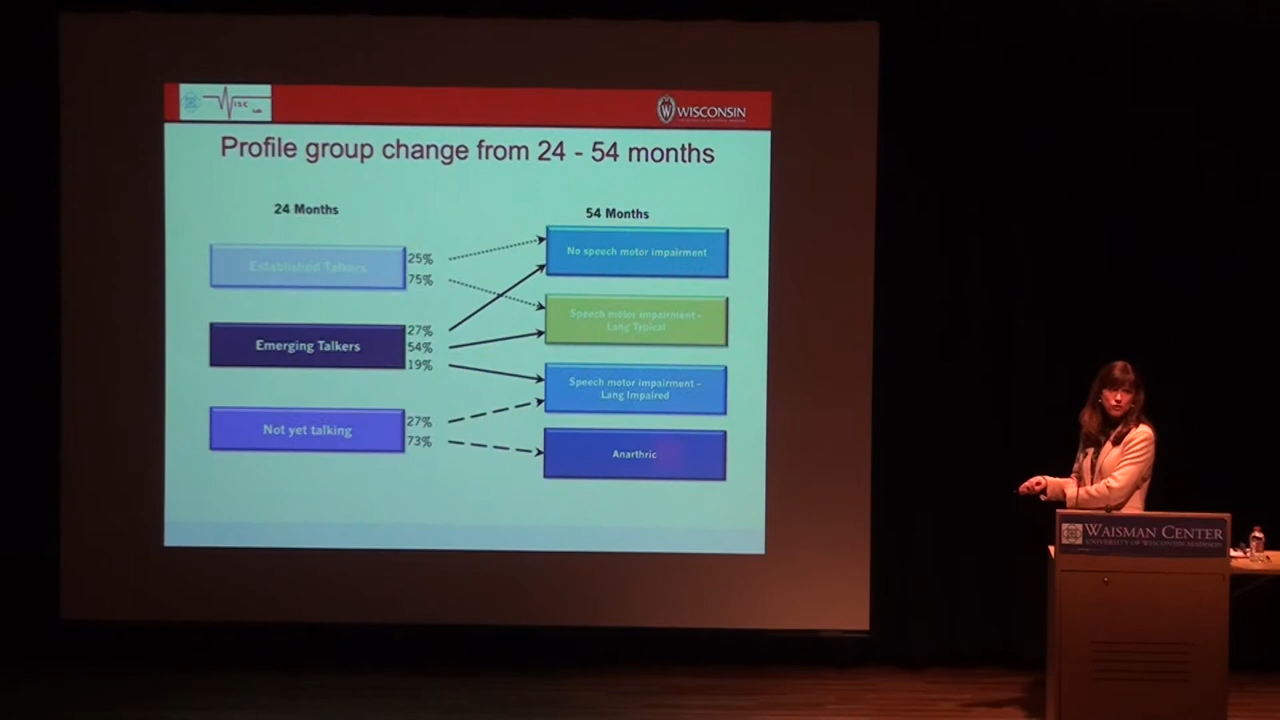 ISC
Lab
WISCONSIN
Profile group change from 24 - 54 months
24 Months
54 Months
Established Talkers
25%
75%
Emerging Talkers
27%
54%
19%
Not yet talking
27%
73%
No speech motor impairment
Speech motor impairment -
Lang Typical
Speech motor impairment –
Lang Impaired
Anarthric
WAISMAN CENTER
UNIVERSITY OF WISCONSIN-MADISON